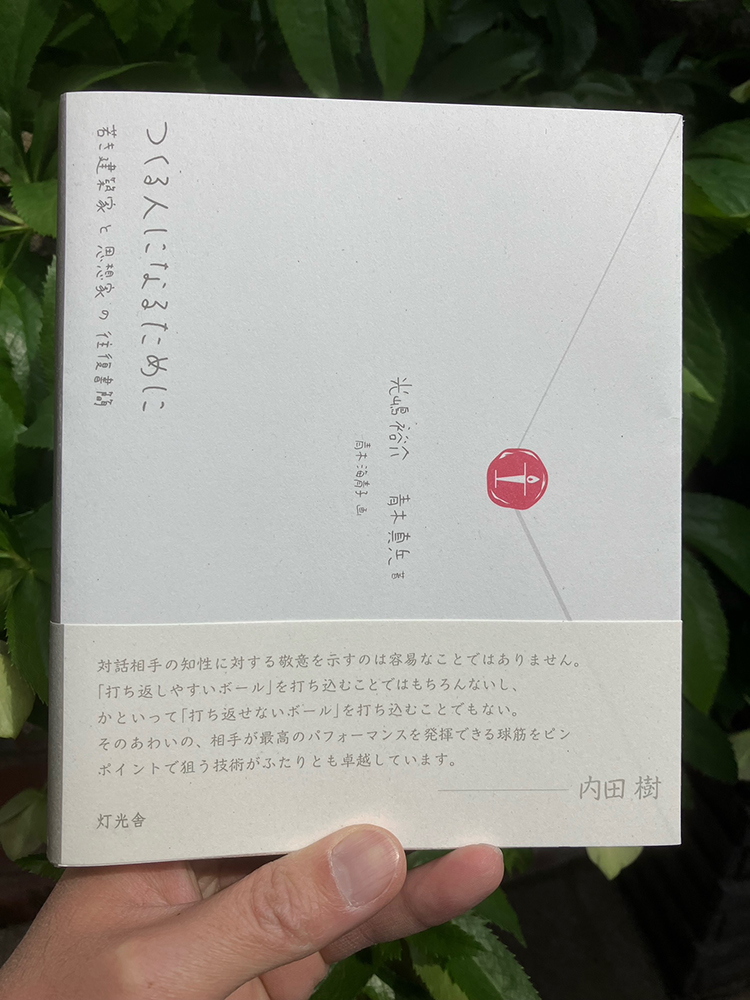 つくる人になるために
若き建築家と思想家の往復書簡
光嶋裕介 青木真兵 著
青木海青子 画
対話相手の知性に対する敬意を示すのは容易なことではありません。
「打ち返しやすいボール」を打ち込むことではもちろんないし、
かといって「打ち返せないボール」を打ち込むことでもない。
そのあわいの、相手が最高のパフォーマンスを発揮できる球筋をピン
ポイントで狙う技術がふたりとも卓越しています。
内田 樹
灯光舎